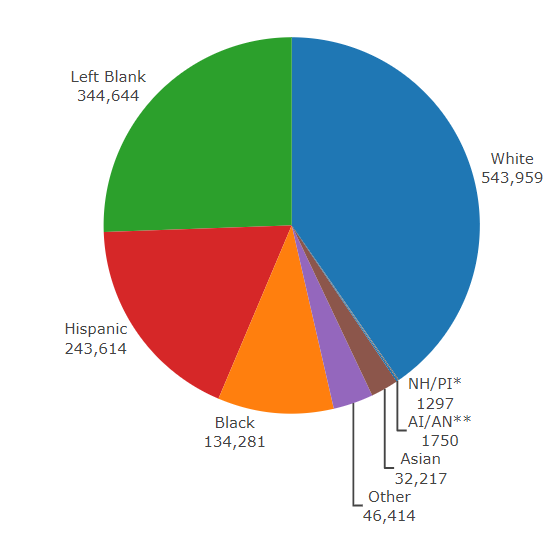 Left Blank
344,644
White
543,959
Hispanic
243,614
NH/PI*
1297
Black
134,281
AI/AN**
1750
Asian
32,217
Other
46,414